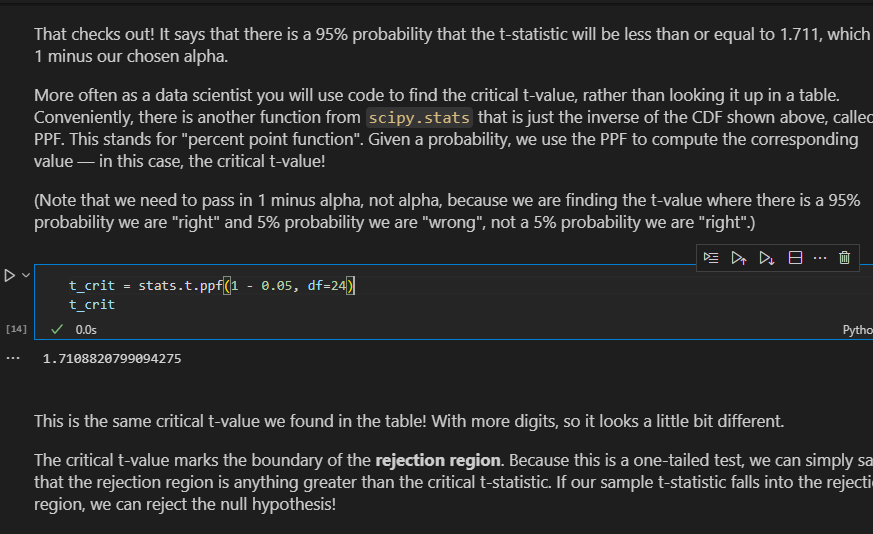 That checks out! It says that there is a 95% probability that the t-statistic will be less than or equal to 1.711, which
1 minus our chosen alpha.
More often as a data scientist you will use code to find the critical t-value, rather than looking it up in a table.
Conveniently, there is another function from scipy.stats that is just the inverse of the CDF shown above, called
PPF. This stands for "percent point function". Given a probability, we use the PPF to compute the corresponding
value — in this case, the critical t-value!
(Note that we need to pass in 1 minus alpha, not alpha, because we are finding the t-value where there is a 95%
probability we are "right" and 5% probability we are "wrong", not a 5% probability we are "right".)
t_crit = stats.t.ppf(1 - 0.05, df=24)
t_crit
[14] 0.0s Pytho
1.7108820799094275
This is the same critical t-value we found in the table! With more digits, so it looks a little bit different.
The critical t-value marks the boundary of the rejection region. Because this is a one-tailed test, we can simply sa
that the rejection region is anything greater than the critical t-statistic. If our sample t-statistic falls into the rejecti
region, we can reject the null hypothesis!